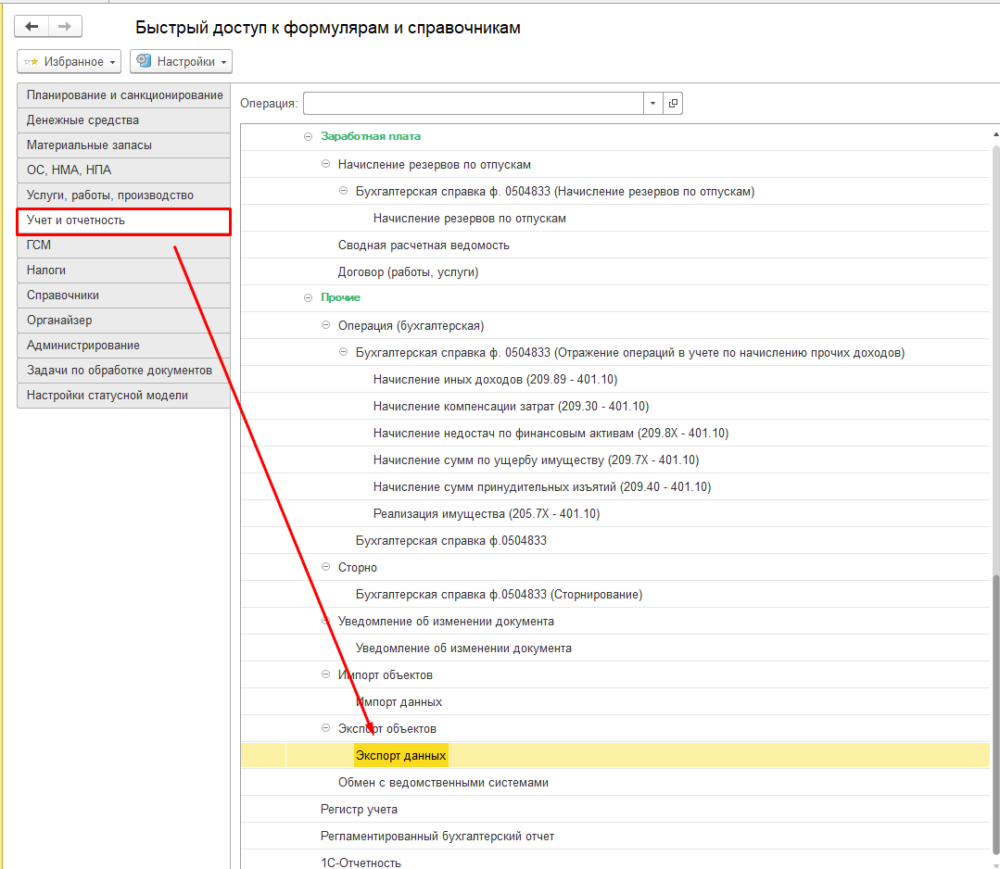 Быстрый доступ к формулярам и справочникам
Избранное
Настройки
Планирование и санкционирование
Денежные средства
Материальные запасы
ОС, НМА, НПА
Услуги, работы, производство
Учет и отчетность
ГСМ
Налоги
Справочники
Органайзер
Администрирование
Задачи по обработке документов
Настройки статусной модели
Операция:
Заработная плата
Начисление резервов по отпускам
Бухгалтерская справка ф. 0504833 (Начисление резервов по отпускам)
Начисление резервов по отпускам
Сводная расчетная ведомость
Договор (работы, услуги)
Прочие
Операция (бухгалтерская)
Бухгалтерская справка ф. 0504833 (Отражение операций в учете по начислению прочих доходов)
Начисление иных доходов (209.89 - 401.10)
Начисление компенсации затрат (209.30 - 401.10)
Начисление недостач по финансовым активам (209.8Х - 401.10)
Начисление сумм по ущербу имуществу (209.7Х - 401.10)
Начисление сумм принудительных изъятий (209.40 - 401.10)
Реализация имущества (205.7Х - 401.10)
Бухгалтерская справка ф.0504833
Сторно
Бухгалтерская справка ф.0504833 (Сторнирование)
Уведомление об изменении документа
Уведомление об изменении документа
Импорт объектов
Импорт данных
Экспорт объектов
Экспорт данных
Обмен с ведомственными системами
Регистр учета
Регламентированный бухгалтерский отчет
1С-Отчетность